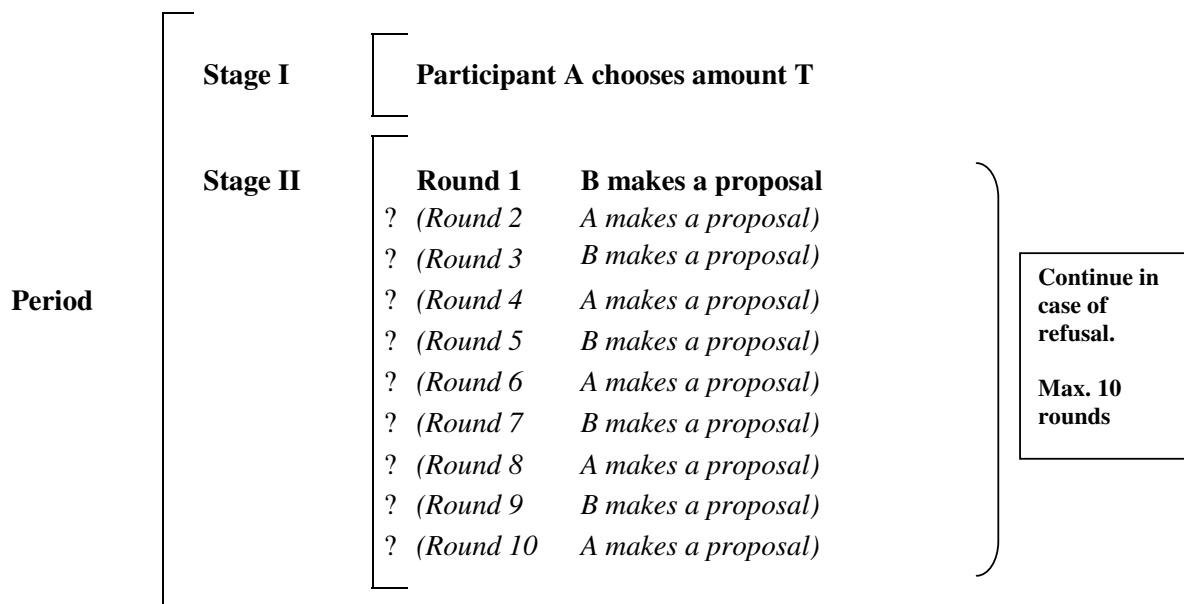 Stage I Participant A chooses amount T
Stage II Round 1 B makes a proposal
? (Round 2 A makes a proposal)
? (Round 3 B makes a proposal)
Period ? (Round 4 A makes a proposal)
? (Round 5 B makes a proposal)
? (Round 6 A makes a proposal)
? (Round 7 B makes a proposal)
? (Round 8 A makes a proposal)
? (Round 9 B makes a proposal)
? (Round 10 A makes a proposal)
Continue in
case of
refusal.
Max. 10
rounds